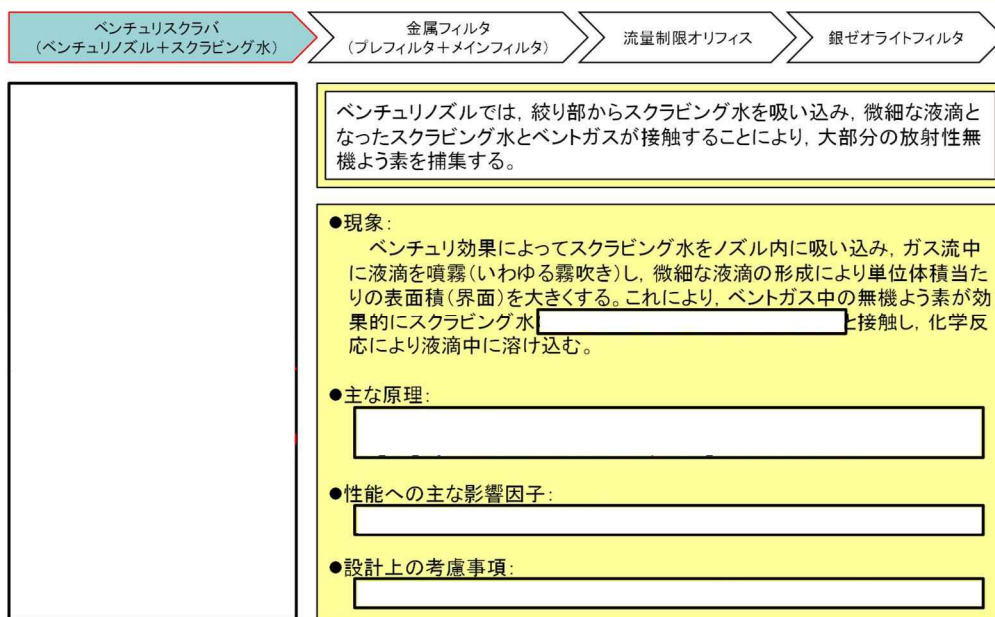 ベンチュリスクラバ
（ベンチュリノズル＋スクラビング水）
金属フィルタ
（プレフィルタ＋メインフィルタ）
流量制限オリフィス
銀ゼオライトフィルタ
ベンチュリノズルでは，絞り部からスクラビング水を吸い込み，微細な液滴と
なったスクラビング水とベントガスが接触することにより，大部分の放射性無
機よう素を捕集する。
●現象：
ベンチュリ効果によってスクラビング水をノズル内に吸い込み，ガス流中
に液滴を噴霧（いわゆる霧吹き）し，微細な液滴の形成により単位体積当た
りの表面積（界面）を大きくする。これにより，ベントガス中の無機よう素が効
果的にスクラビング水 と接触し，化学反
応により液滴中に溶け込む。
●主な原理：
●性能への主な影響因子：
●設計上の考慮事項：